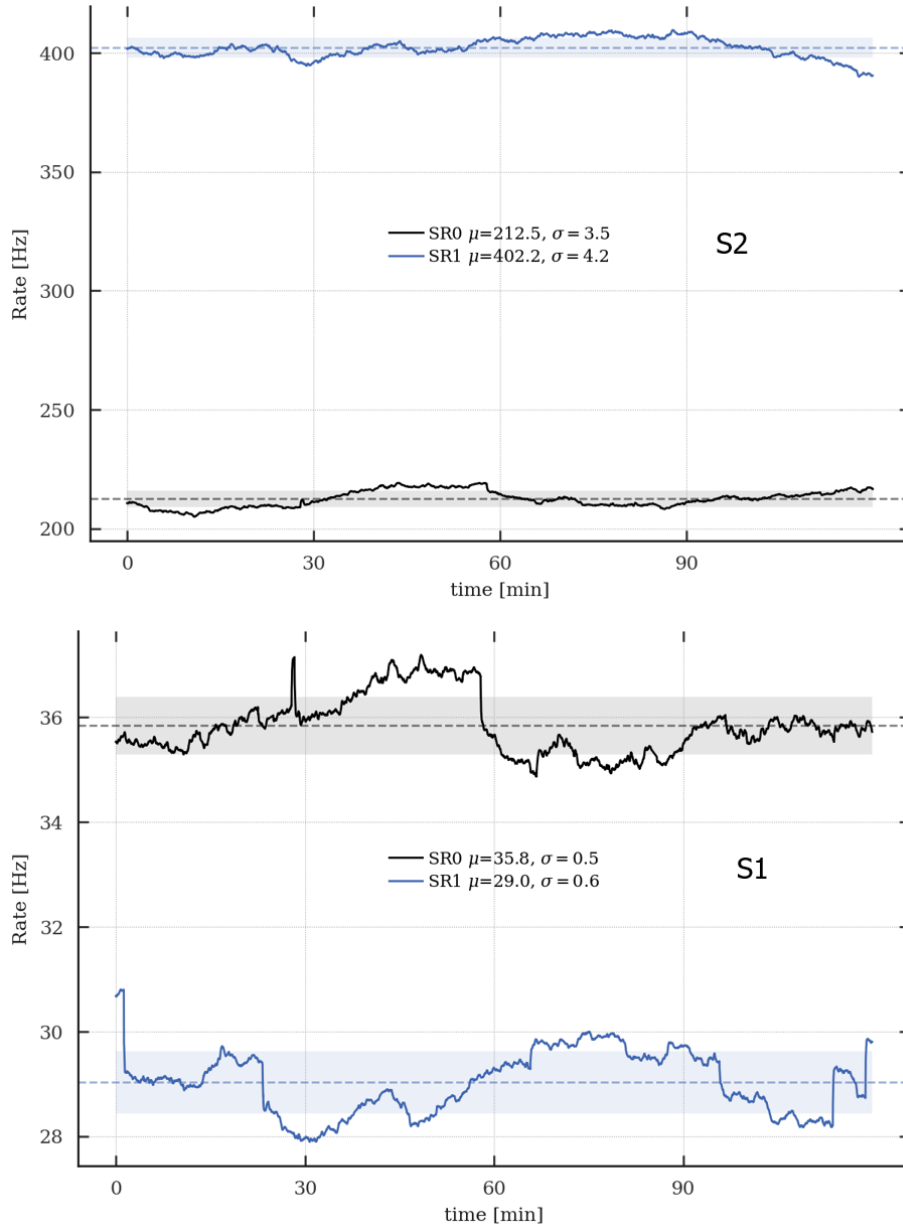 400
350
300
250
200
Rate [Hz]
SR0 μ=212.5, σ = 3.5
SR1 μ=402.2, σ = 4.2
S2
0 30 60 90
time [min]
36
34
32
30
28
Rate [Hz]
SR0 μ=35.8, σ = 0.5
SR1 μ=29.0, σ = 0.6
S1
0 30 60 90
time [min]